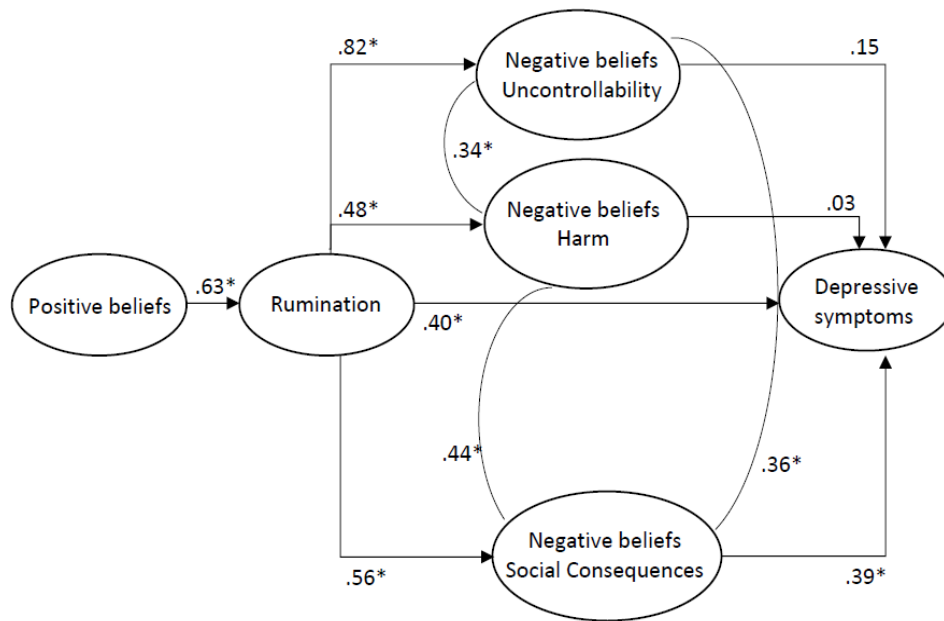 .82*
Negative beliefs
Uncontrollability
.15
.34*
.48*
Negative beliefs
Harm
.03
Positive beliefs
.63*
Rumination
.40*
Depressive
symptoms
.44*
.36*
Negative beliefs
Social Consequences
.56*
.39*